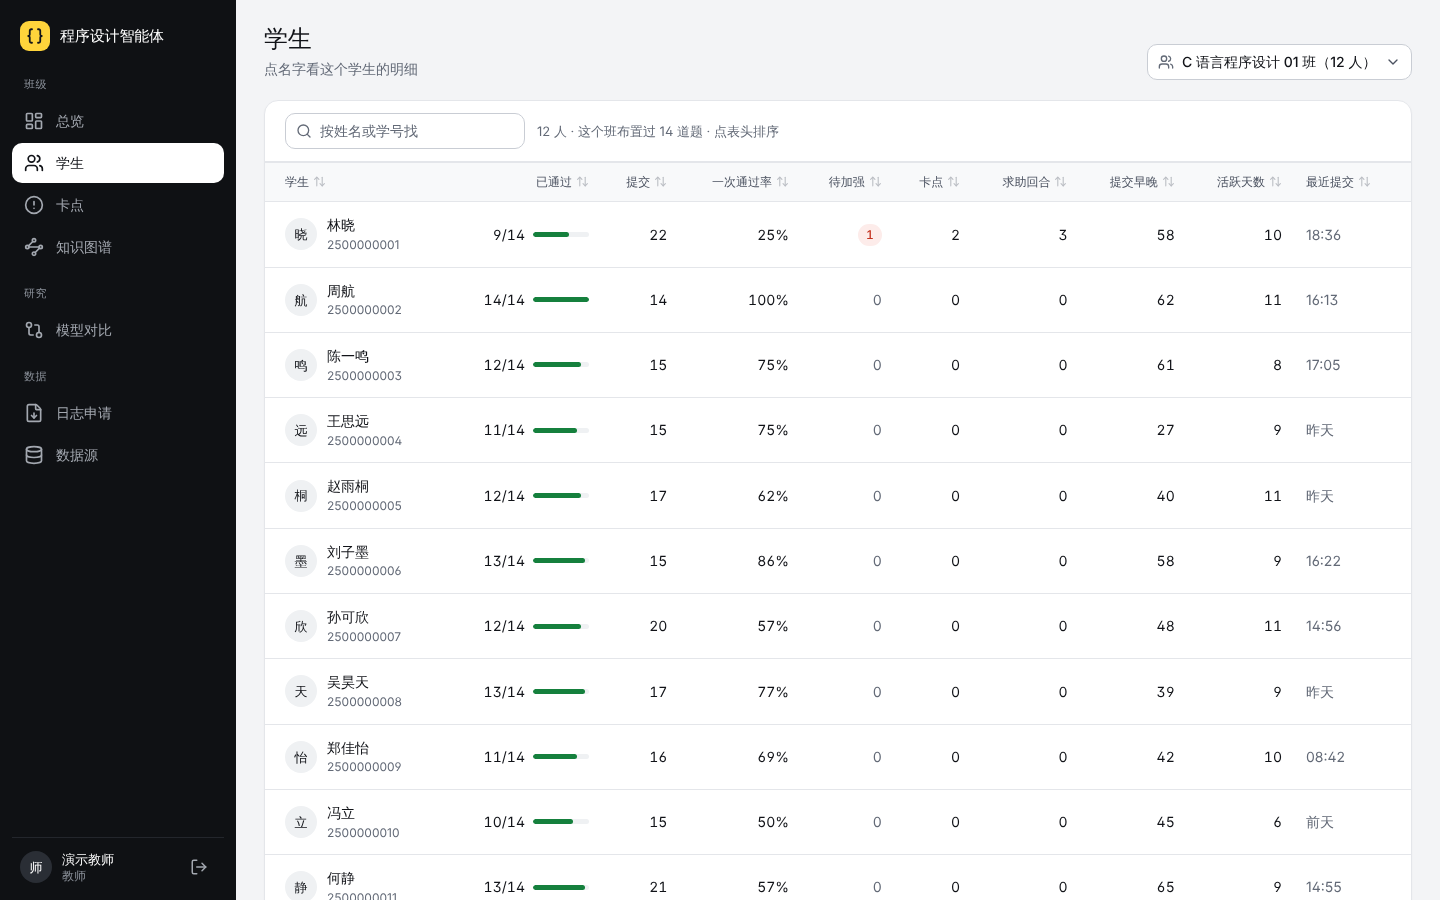 程序设计智能体
班级
总览
学生
卡点
知识图谱
研究
模型对比
数据
日志申请
数据源
师
演示教师
教师
学生
点名字看这个学生的明细
C 语言程序设计 01 班（12 人）
按姓名或学号找
12 人 · 这个班布置过 14 道题 · 点表头排序
学生 已通过 提交 一次通过率 待加强 卡点 求助回合 提交早晚 活跃天数 最近提交
晓 林晓 2500000001 9/14 22 25% 1 2 3 58 10 18:36
航 周航 2500000002 14/14 14 100% 0 0 0 62 11 16:13
鸣 陈一鸣 2500000003 12/14 15 75% 0 0 0 61 8 17:05
远 王思远 2500000004 11/14 15 75% 0 0 0 27 9 昨天
桐 赵雨桐 2500000005 12/14 17 62% 0 0 0 40 11 昨天
墨 刘子墨 2500000006 13/14 15 86% 0 0 0 58 9 16:22
欣 孙可欣 2500000007 12/14 20 57% 0 0 0 48 11 14:56
天 吴昊天 2500000008 13/14 17 77% 0 0 0 39 9 昨天
怡 郑佳怡 2500000009 11/14 16 69% 0 0 0 42 10 08:42
立 冯立 2500000010 10/14 15 50% 0 0 0 45 6 前天
静 何静 2500000011 13/14 21 57% 0 0 0 65 9 14:55